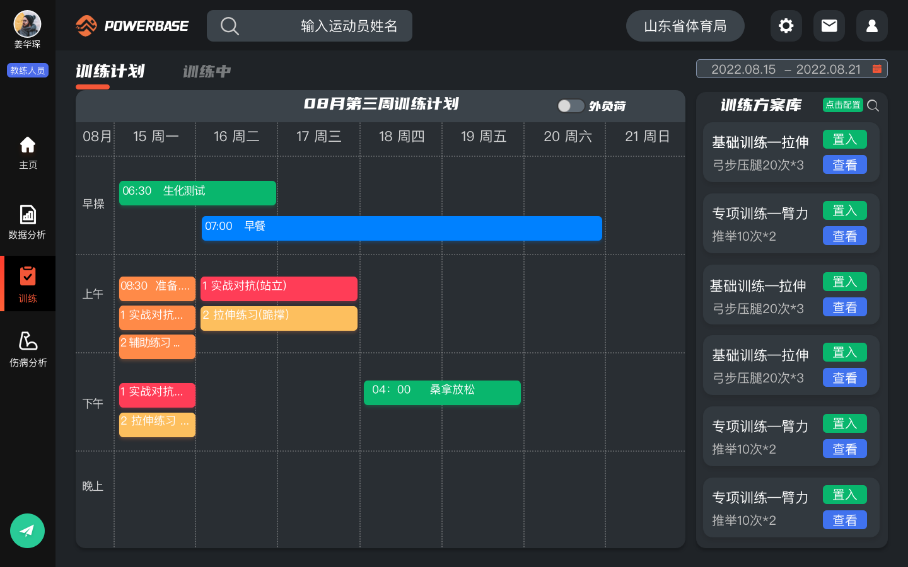 姜华琛
教练人员
主页
数据分析
训练
伤病分析
POWERBASE
输入运动员姓名
山东省体育局
训练计划
训练中
2022.08.15 – 2022.08.21
08月第三周训练计划
外负荷
08月 15 周一 16 周二 17 周三 18 周四 19 周五 20 周六 21 周日
早操
06:30 生化测试
07:00 早餐
上午
08:30 准备....
1 实战对抗(站立)
1 实战对抗...
2 拉伸练习(跪撑)
2 辅助练习 ...
下午
04：00 桑拿放松
1 实战对抗...
2 拉伸练习 ...
晚上
训练方案库
点击配置
基础训练—拉伸
置入
弓步压腿20次*3
查看
专项训练—臂力
置入
推举10次*2
查看
基础训练—拉伸
置入
弓步压腿20次*3
查看
基础训练—拉伸
置入
弓步压腿20次*3
查看
专项训练—臂力
置入
推举10次*2
查看
专项训练—臂力
置入
推举10次*2
查看